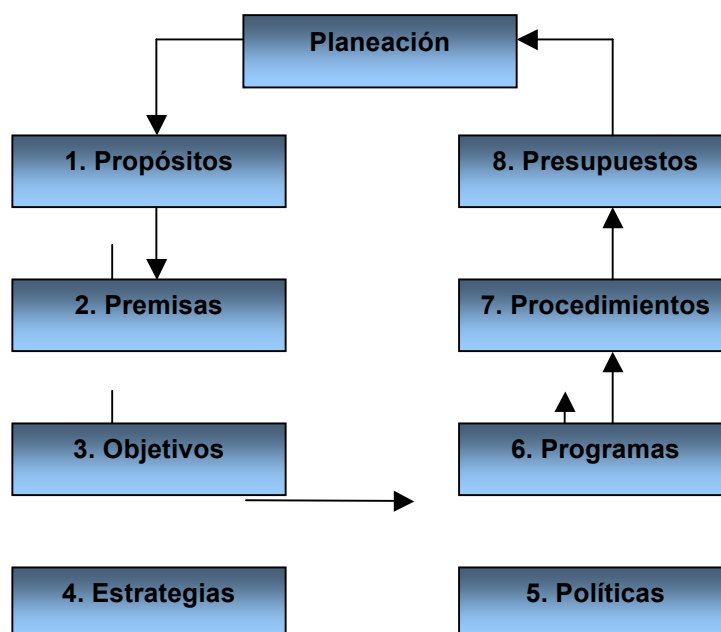 Planeación
1. Propósitos
8. Presupuestos
2. Premisas
7. Procedimientos
3. Objetivos
6. Programas
4. Estrategias
5. Políticas